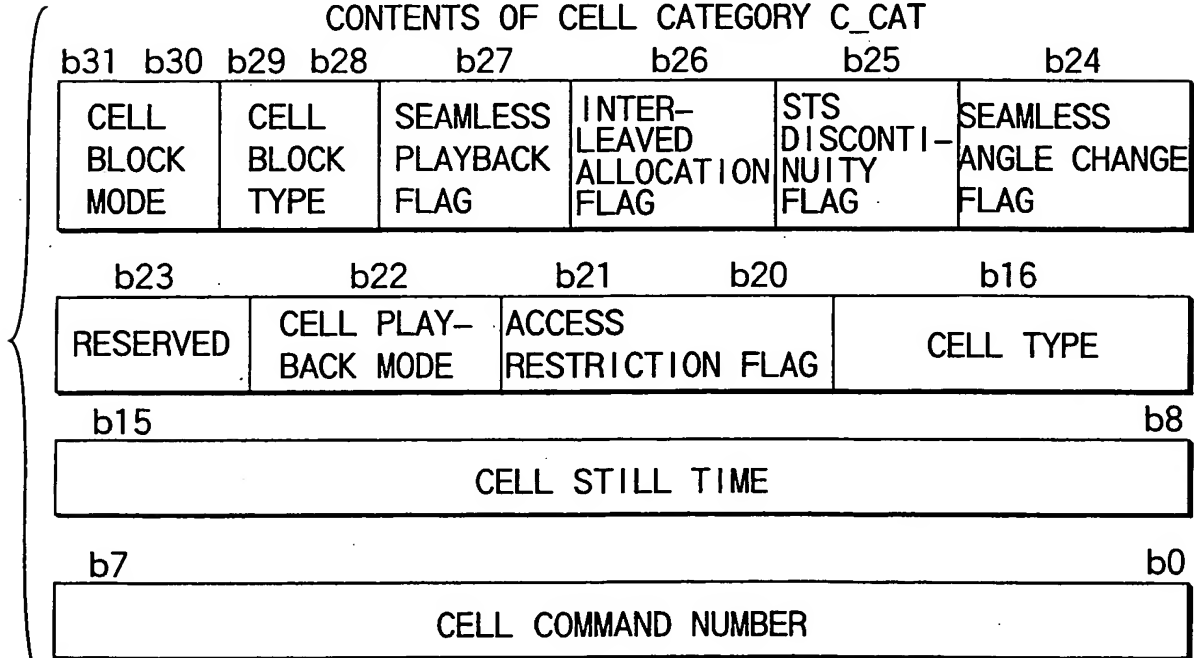 CONTENTS OF CELL CATEGORY C_CAT
b31 b30 b29 b28 b27 b26 b25 b24
CELL BLOCK MODE
CELL BLOCK TYPE
SEAMLESS PLAYBACK FLAG
INTER-
LEAVED
ALLOCATION
FLAG
STS
DISCONTI-
NUITY
FLAG
SEAMLESS
ANGLE CHANGE
FLAG
b23 b22 b21 b20 b16
RESERVED
CELL PLAY-
BACK MODE
ACCESS
RESTRICTION FLAG
CELL TYPE
b15 b8
CELL STILL TIME
b7 b0
CELL COMMAND NUMBER